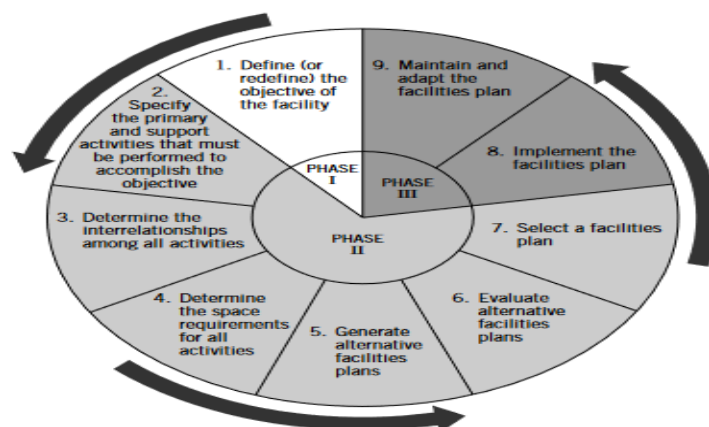 1. Define (or
redefine) the
objective of
the facility
2.
Specify
the primary
and support
activities that must
be performed to
accomplish the
objective
3. Determine the
interrelationships
among all activities
4. Determine
the space
requirements
for all
activities
5. Generate
alternative
facilities
plans
6. Evaluate
alternative
facilities
plans
7. Select a facilities
plan
8. Implement the
facilities plan
9. Maintain and
adapt the
facilities plan
PHASE
I
PHASE
II
PHASE
III